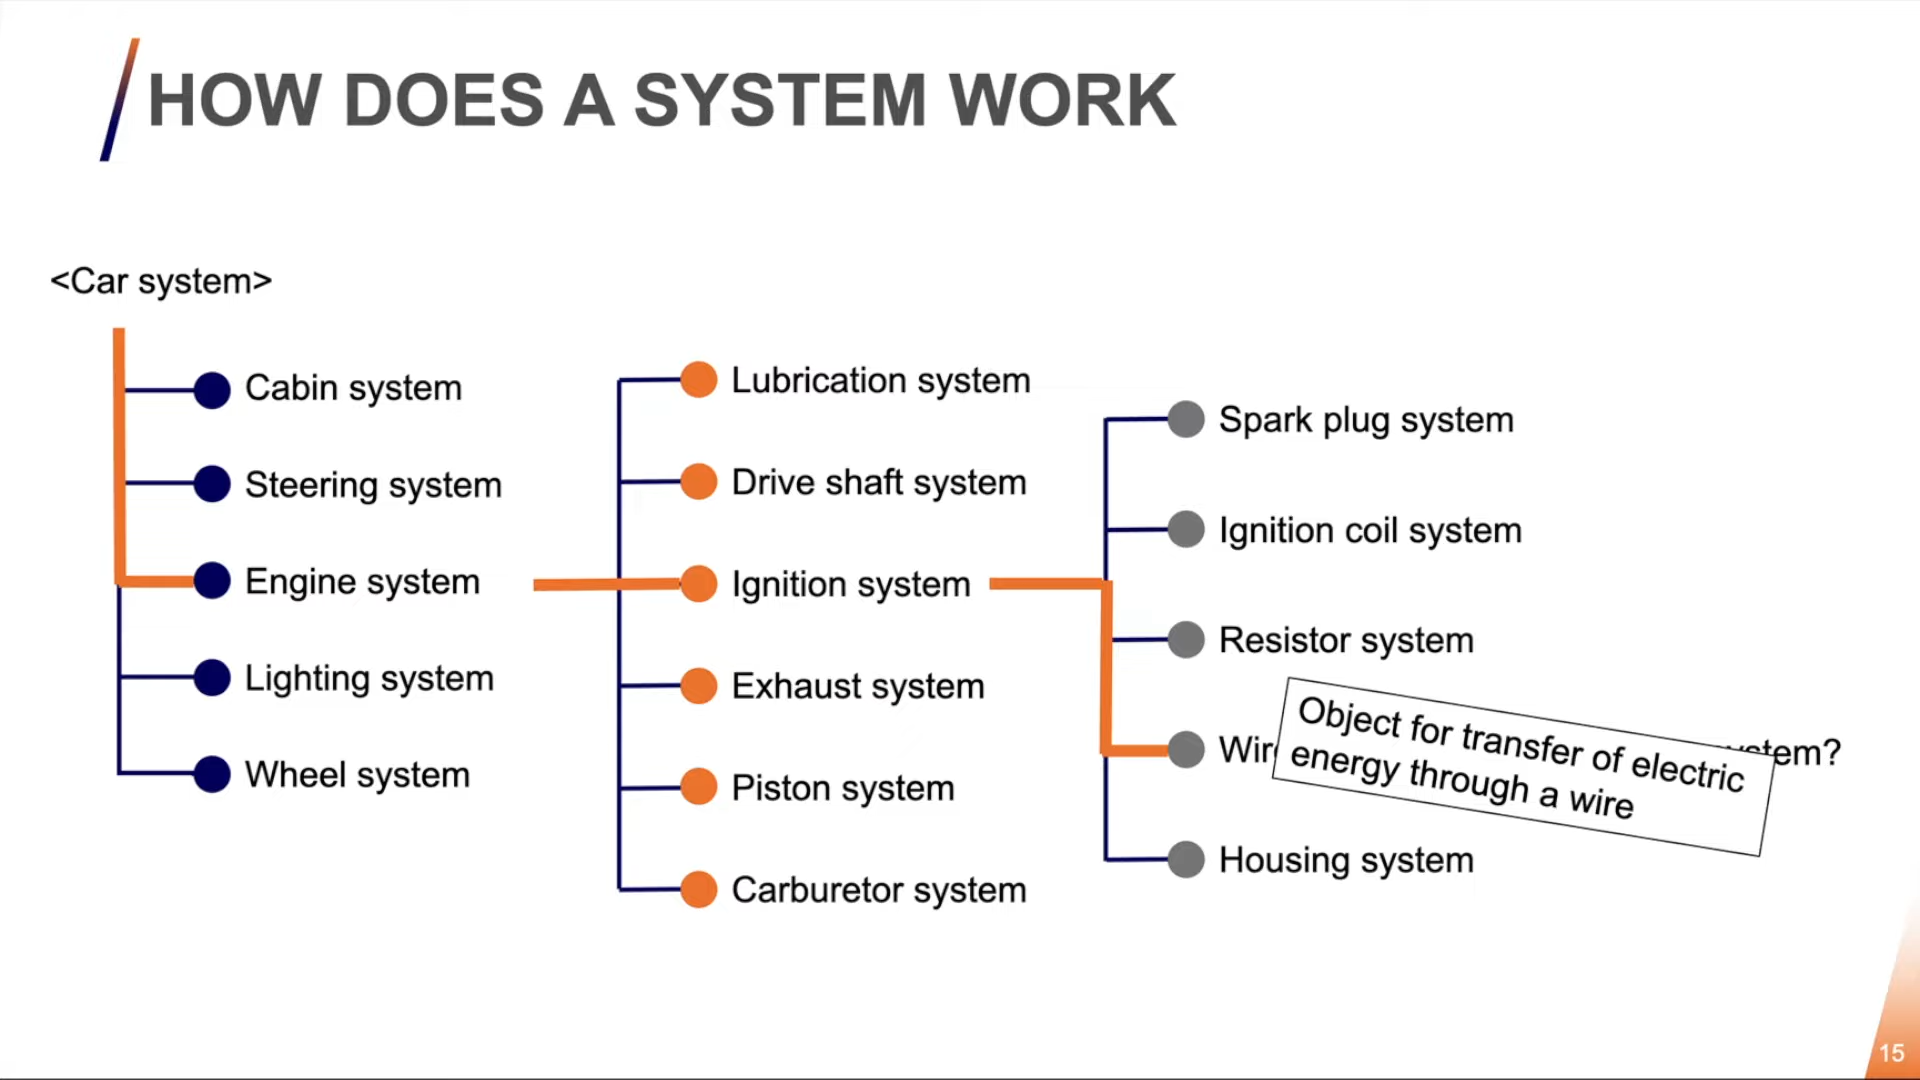 HOW DOES A SYSTEM WORK
<Car system>
Cabin system
Steering system
Engine system
Lighting system
Wheel system
Lubrication system
Drive shaft system
Ignition system
Exhaust system
Piston system
Carburetor system
Spark plug system
Ignition coil system
Resistor system
Object for transfer of electric
energy through a wire
Housing system
15